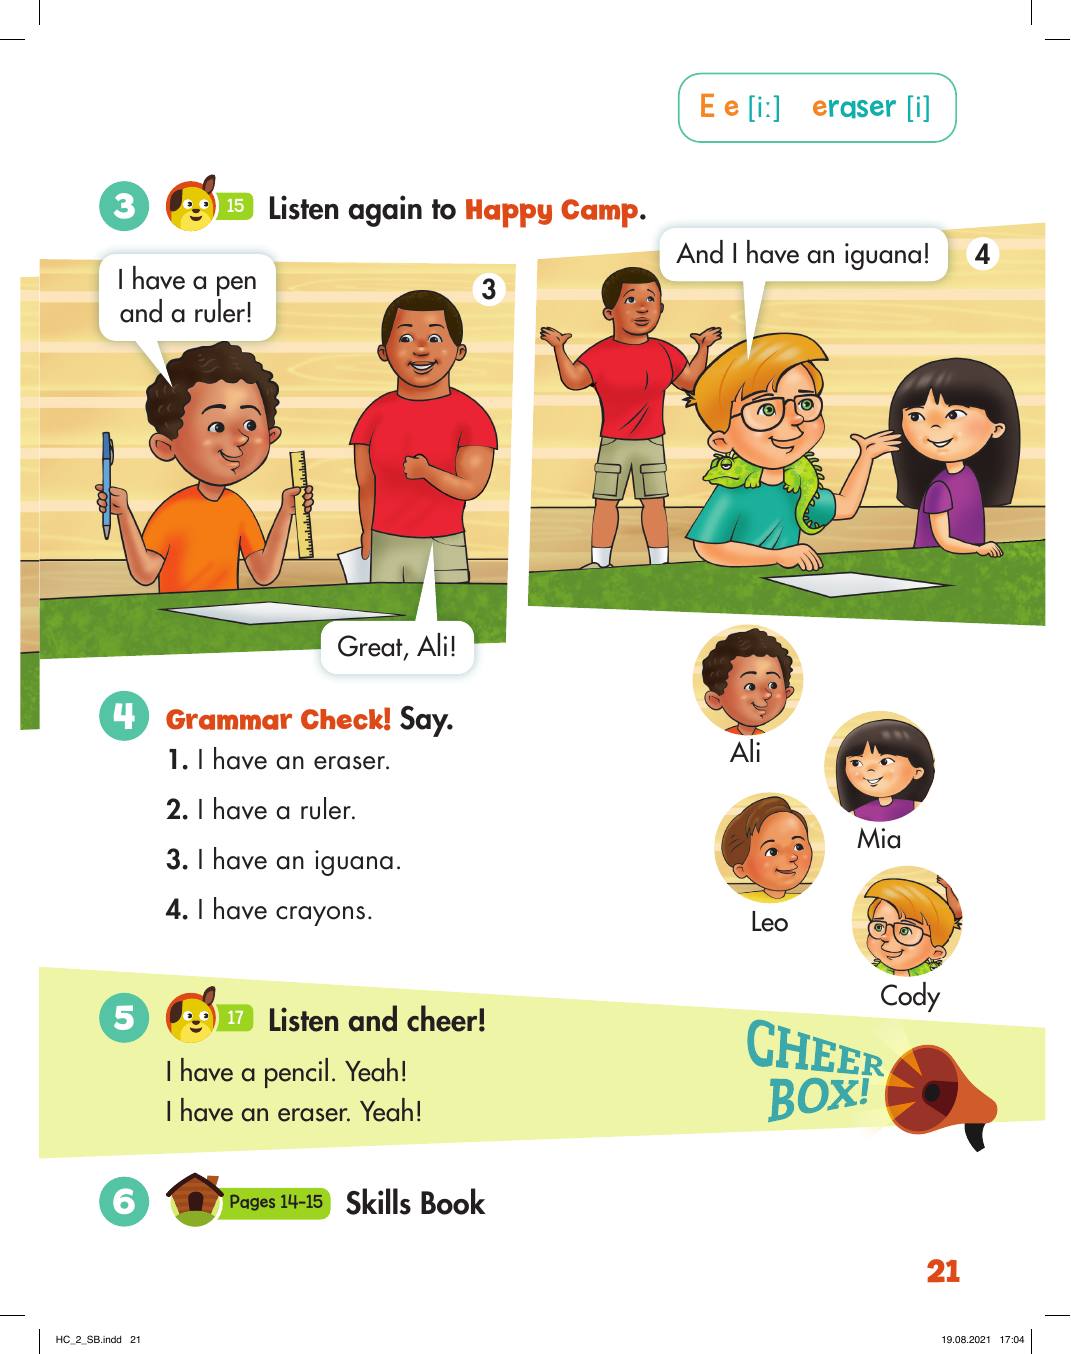 E e [iː] eraser [i]
3 15 Listen again to Happy Camp.
I have a pen
and a ruler!
3
Great, Ali!
And I have an iguana!
4
4 Grammar Check! Say.
1. I have an eraser.
2. I have a ruler.
3. I have an iguana.
4. I have crayons.
Ali
Mia
Leo
Cody
5 17 Listen and cheer!
I have a pencil. Yeah!
I have an eraser. Yeah!
CHEER
BOX!
6 Pages 14–15 Skills Book
21
HC_2_SB.indd 21
19.08.2021 17:04